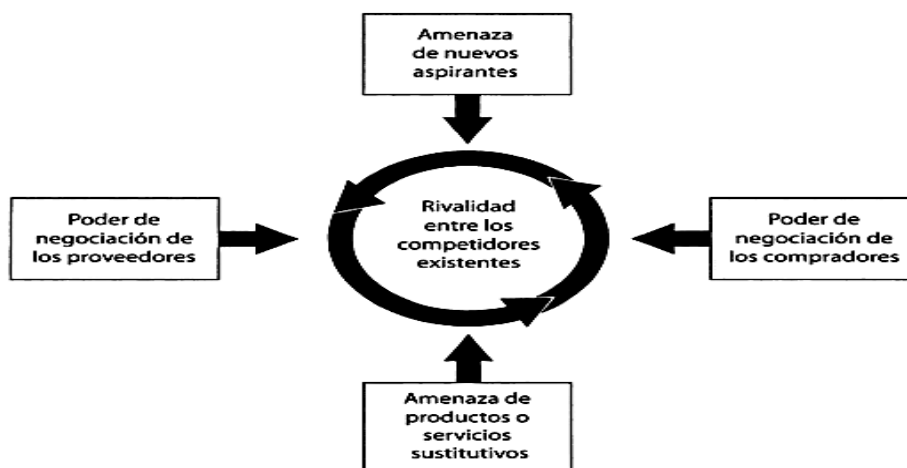 Amenaza
de nuevos
aspirantes
Poder de
negociación de
los proveedores
Rivalidad
entre los
competidores
existentes
Poder de
negociación de
los compradores
Amenaza de
productos o
servicios
sustitutivos